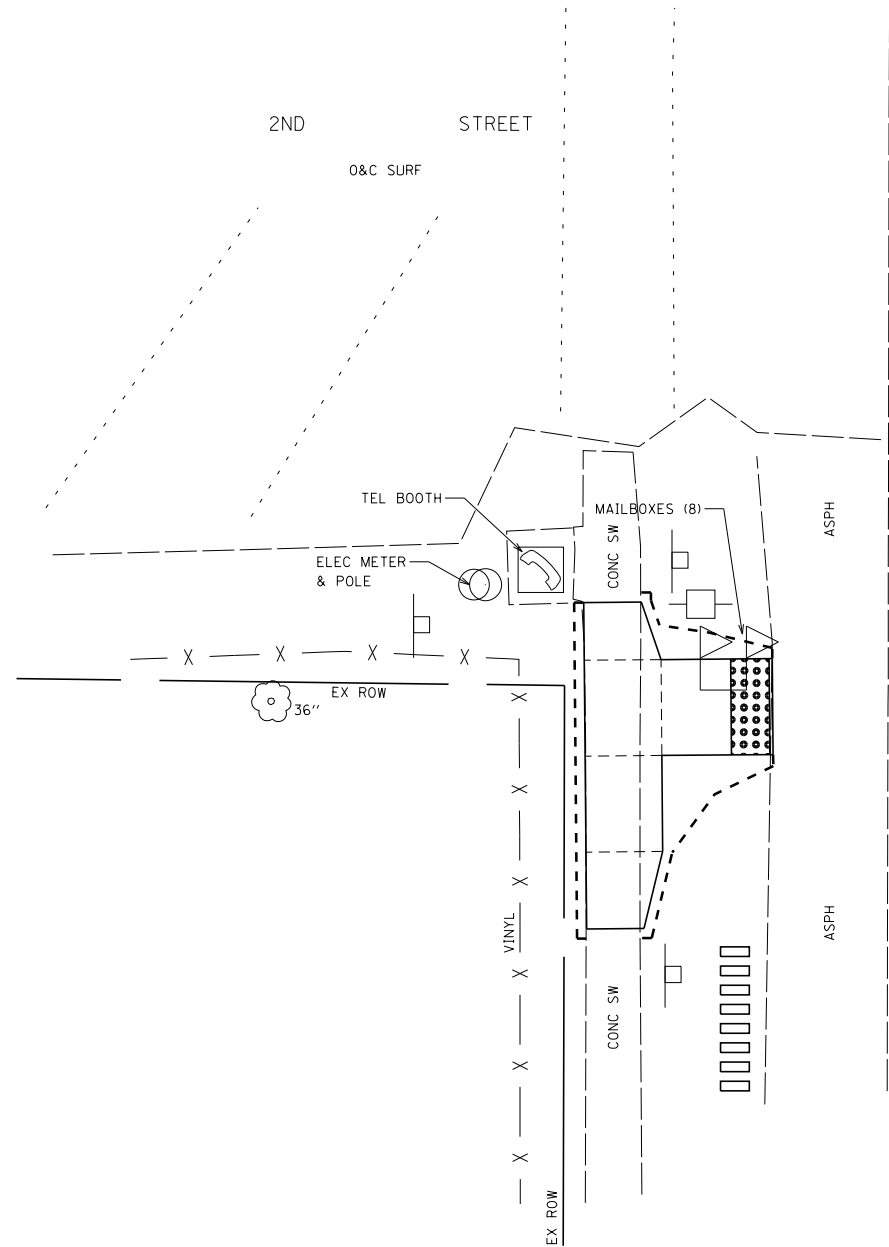 2ND STREET
O&C SURF
TEL BOOTH
MAILBOXES (8)
ASPH
CONC SW
ELEC METER
& POLE
EX ROW
36"
VINYL
ASPH
CONC SW
EX ROW